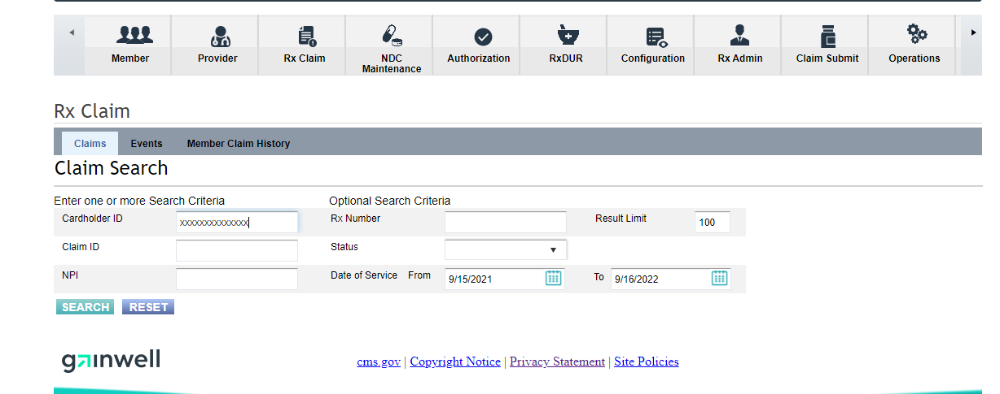 Member Provider Rx Claim NDC Maintenance Authorization RxDUR Configuration Rx Admin Claim Submit Operations
Rx Claim
Claims Events Member Claim History
Claim Search
Enter one or more Search Criteria Optional Search Criteria
Cardholder ID xxxxxxxxxxxxxx Rx Number Result Limit 100
Claim ID Status
NPI Date of Service From 9/15/2021 To 9/16/2022
SEARCH RESET
gainwell cms.gov | Copyright Notice | Privacy Statement | Site Policies